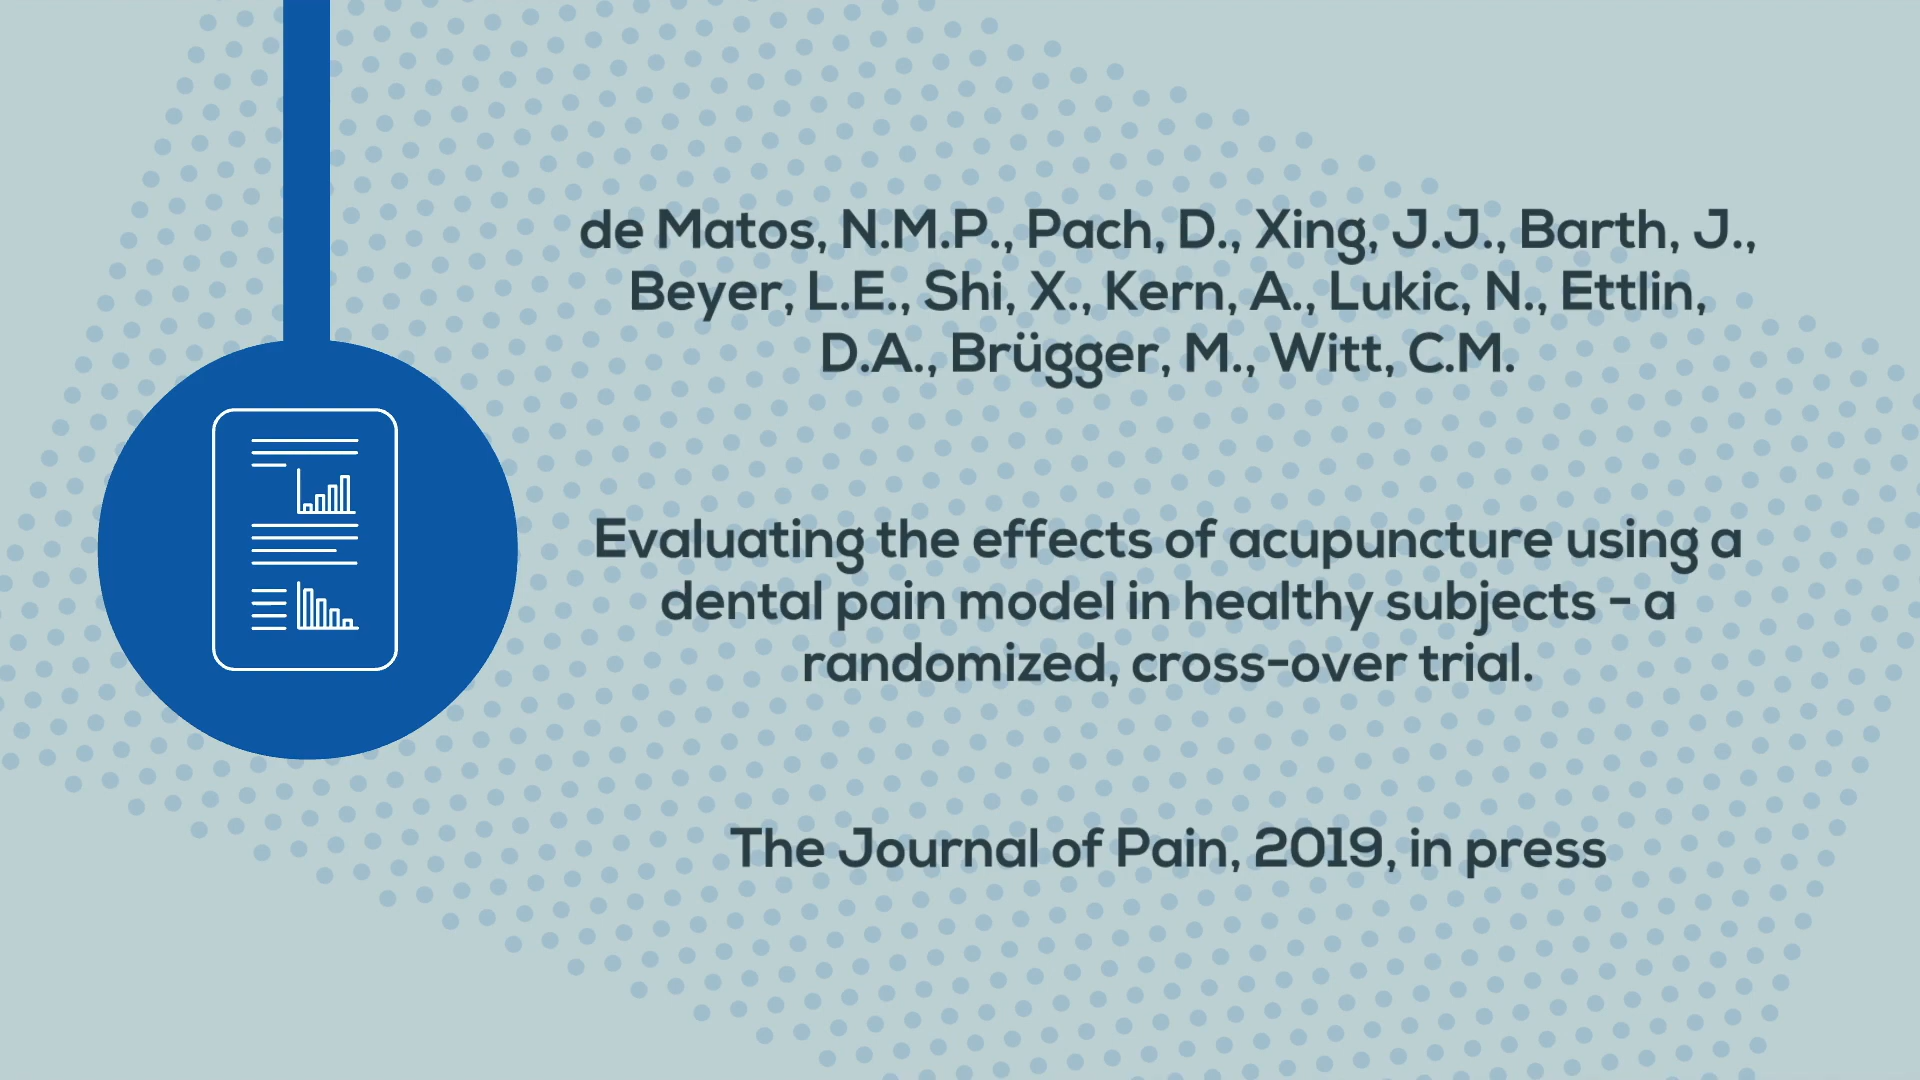 de Matos, N.M.P., Pach, D., Xing, J.J., Barth, J.,
Beyer, L.E., Shi, X., Kern, A., Lukic, N., Ettlin,
D.A., Brügger, M., Witt, C.M.
Evaluating the effects of acupuncture using a
dental pain model in healthy subjects - a
randomized, cross-over trial.
The Journal of Pain, 2019, in press